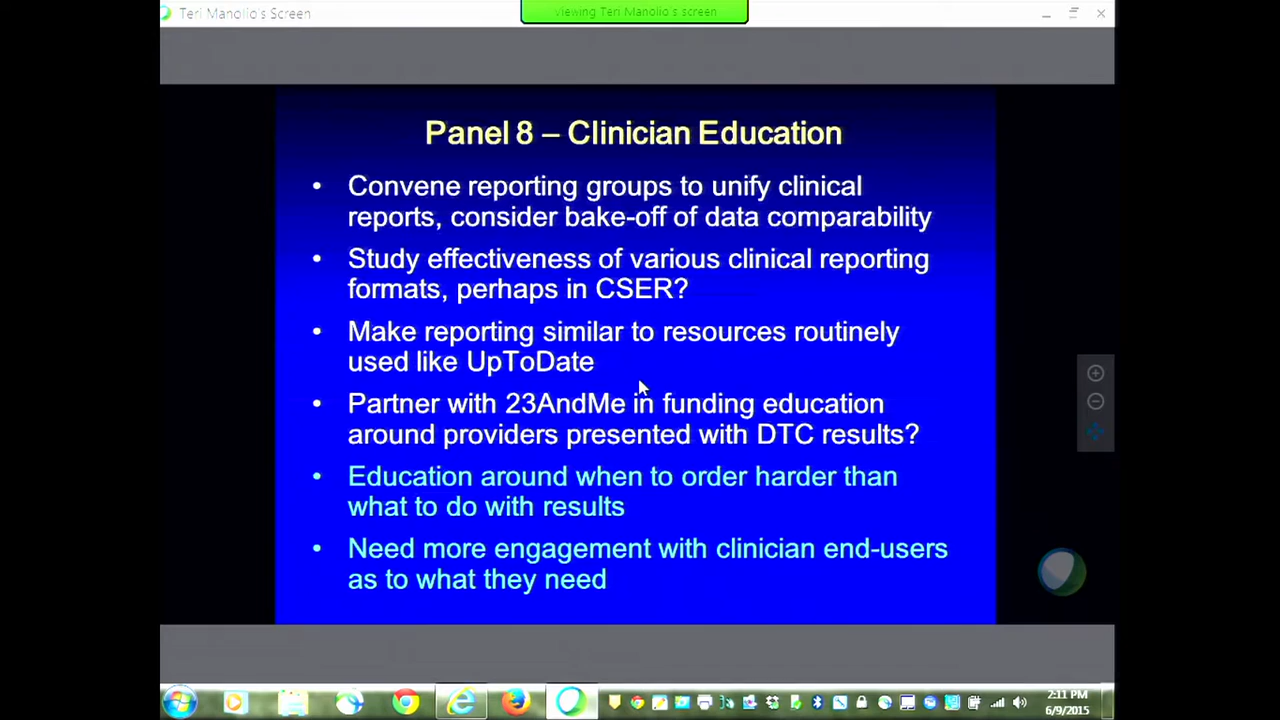 Teri Manolio's Screen
viewing Teri Manolio's screen
Panel 8 – Clinician Education
• Convene reporting groups to unify clinical
reports, consider bake-off of data comparability
• Study effectiveness of various clinical reporting
formats, perhaps in CSER?
• Make reporting similar to resources routinely
used like UpToDate
• Partner with 23AndMe in funding education
around providers presented with DTC results?
• Education around when to order harder than
what to do with results
• Need more engagement with clinician end-users
as to what they need
2:11 PM
6/9/2015